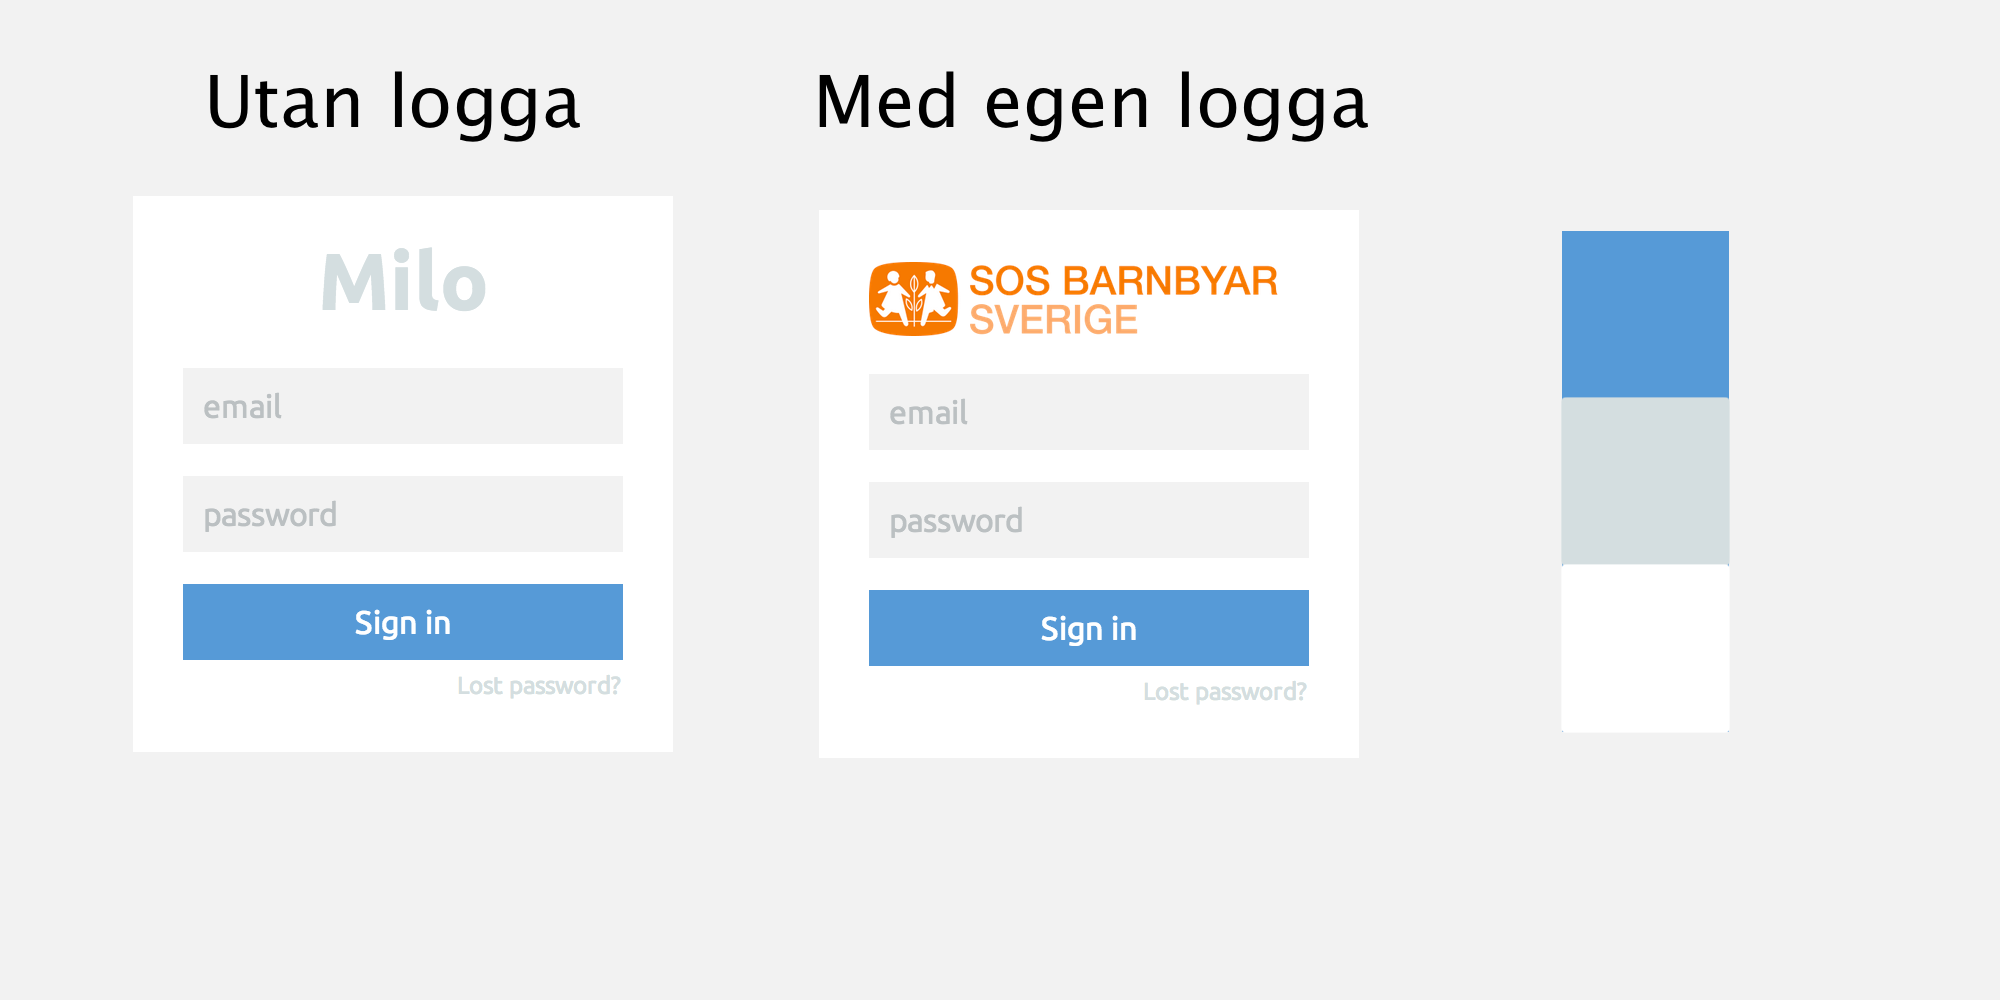 Utan logga
Milo
email
password
Sign in
Lost password?
Med egen logga
SOS BARNBYAR
SVERIGE
email
password
Sign in
Lost password?